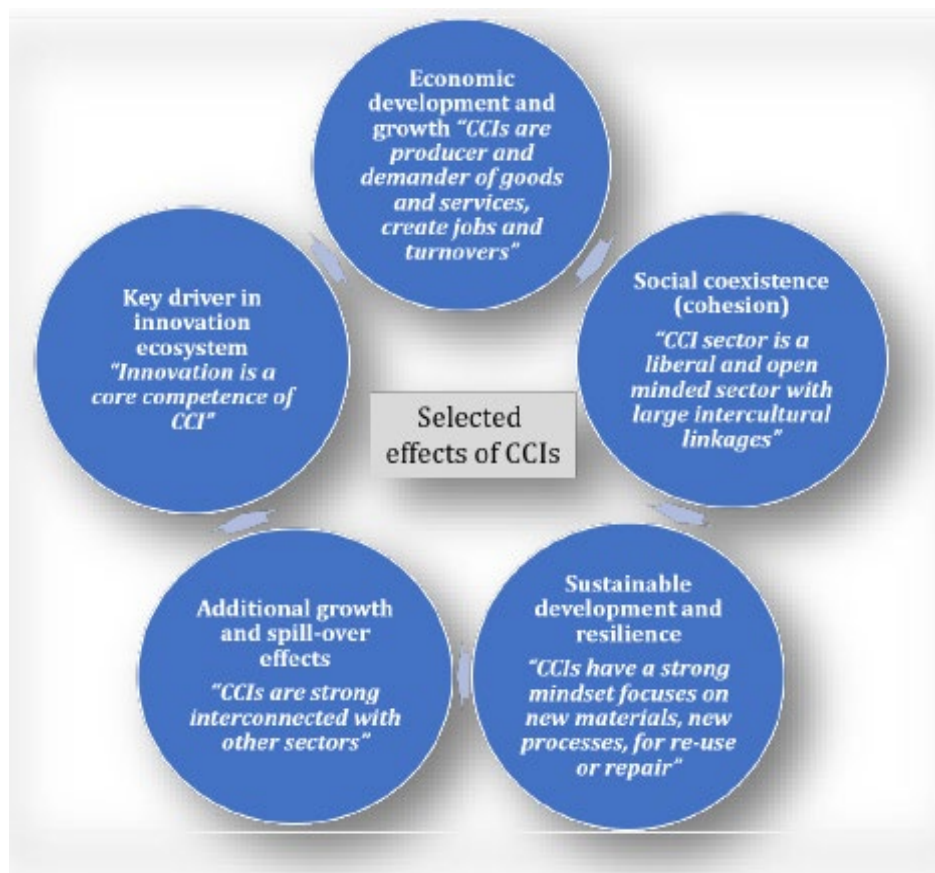 Economic
development and
growth "CCIs are
producer and
demander of goods
and services,
create jobs and
turnovers"
Social coexistence
(cohesion)
"CCI sector is a
liberal and open
minded sector with
large intercultural
linkages"
Sustainable
development and
resilience
"CCIs have a strong
mindset focuses on
new materials, new
processes, for re-use
or repair"
Additional growth
and spill-over
effects
"CCIs are strong
interconnected with
other sectors"
Key driver in
innovation
ecosystem
"Innovation is a
core competence of
CCI"
Selected
effects of CCIs